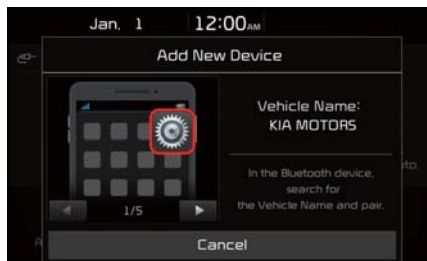 Jan. 1 12:00AM
Add New Device
Vehicle Name:
KIA MOTORS
In the Bluetooth device,
search for
the Vehicle Name and pair.
1/5
Cancel